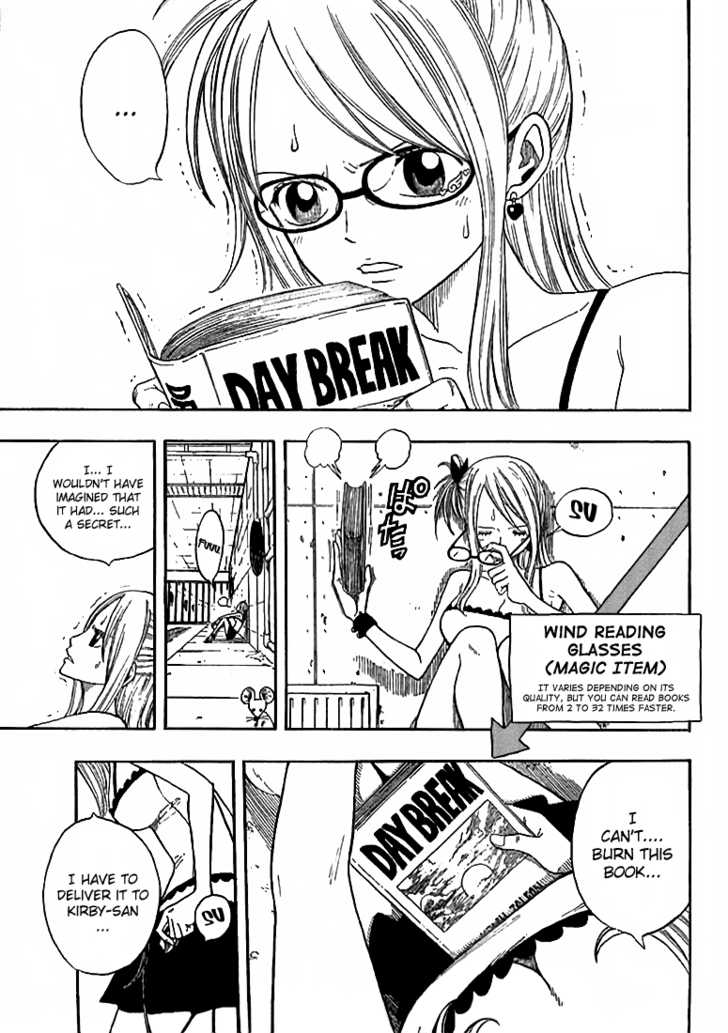 ...
DAY BREAK
SU
WIND READING
GLASSES
(MAGIC ITEM)
IT VARIES DEPENDING ON ITS
QUALITY, BUT YOU CAN READ BOOKS
FROM 2 TO 32 TIMES FASTER.
FUUU..
I... I
WOULDN'T HAVE
IMAGINED THAT
IT HAD... SUCH
A SECRET...
I
CAN'T....
BURN THIS
BOOK...
DAY BREAK
I HAVE TO
DELIVER IT TO
KIRBY-SAN
...